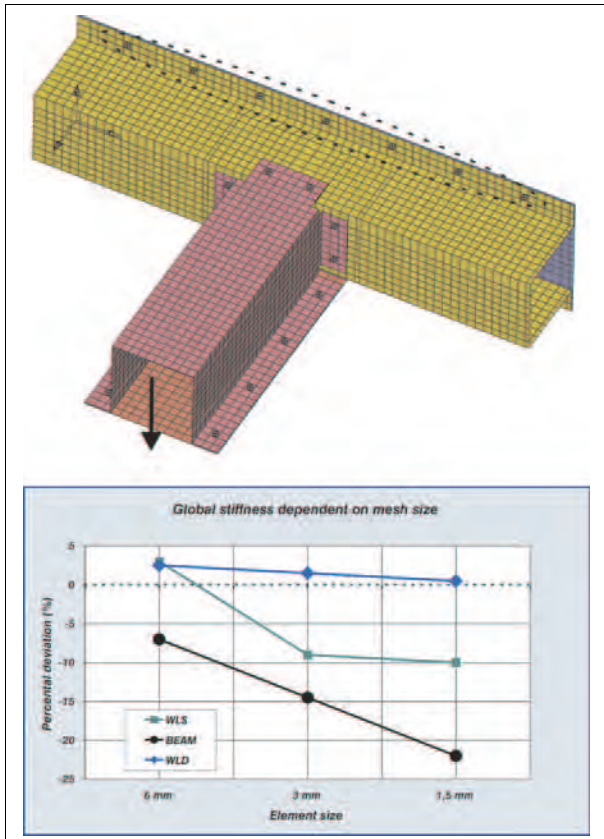 Global stiffness dependent on mesh size
Percental deviation (%)
5
0
-5
-10
-15
-20
-25
WLS
BEAM
WLD
6 mm
3 mm
1,5 mm
Element size